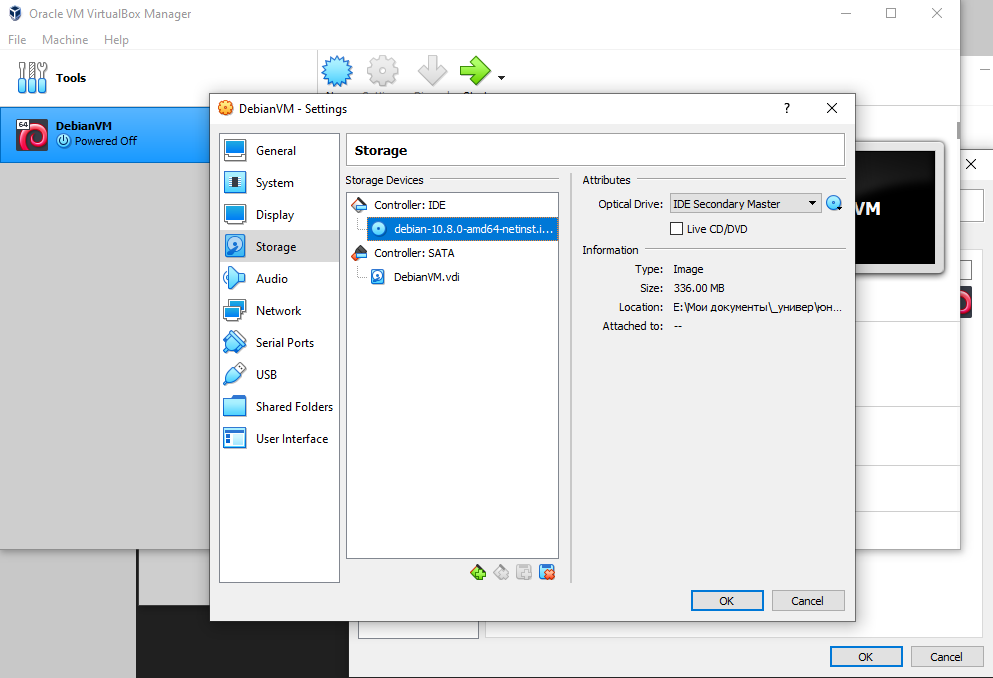 Oracle VM VirtualBox Manager
File Machine Help
Tools
64
DebianVM
Powered Off
DebianVM - Settings
?
General
System
Display
Storage
Audio
Network
Serial Ports
USB
Shared Folders
User Interface
Storage
Storage Devices
Controller: IDE
debian-10.8.0-amd64-netinst.i...
Controller: SATA
DebianVM.vdi
Attributes
Optical Drive: IDE Secondary Master
Live CD/DVD
Information
Type: Image
Size: 336.00 MB
Location: E:\Мои документы\_универ\юн...
Attached to: --
OK Cancel
VM
OK Cancel